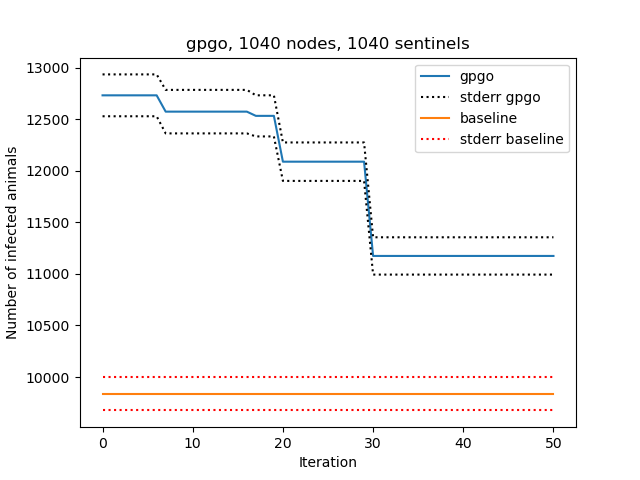 gpgo, 1040 nodes, 1040 sentinels
13000
12500
12000
11500
11000
10500
10000
Number of infected animals
gpgo
stderr gpgo
baseline
stderr baseline
0
10
20
30
40
50
Iteration